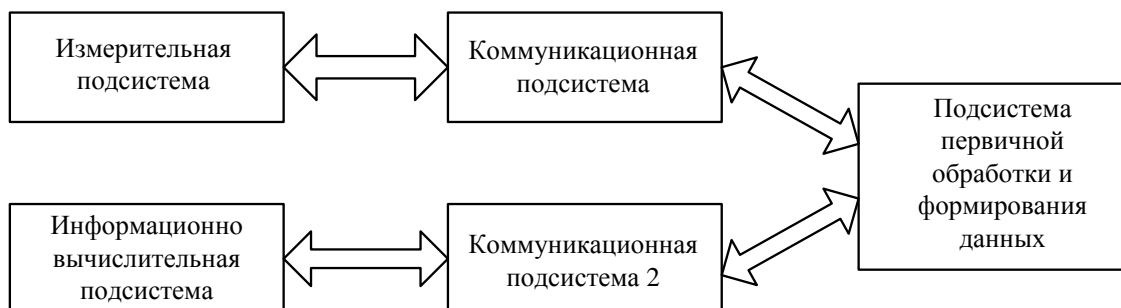 Измерительная
подсистема
Коммуникационная
подсистема
Подсистема
первичной
обработки и
формирования
данных
Информационно
вычислительная
подсистема
Коммуникационная
подсистема 2